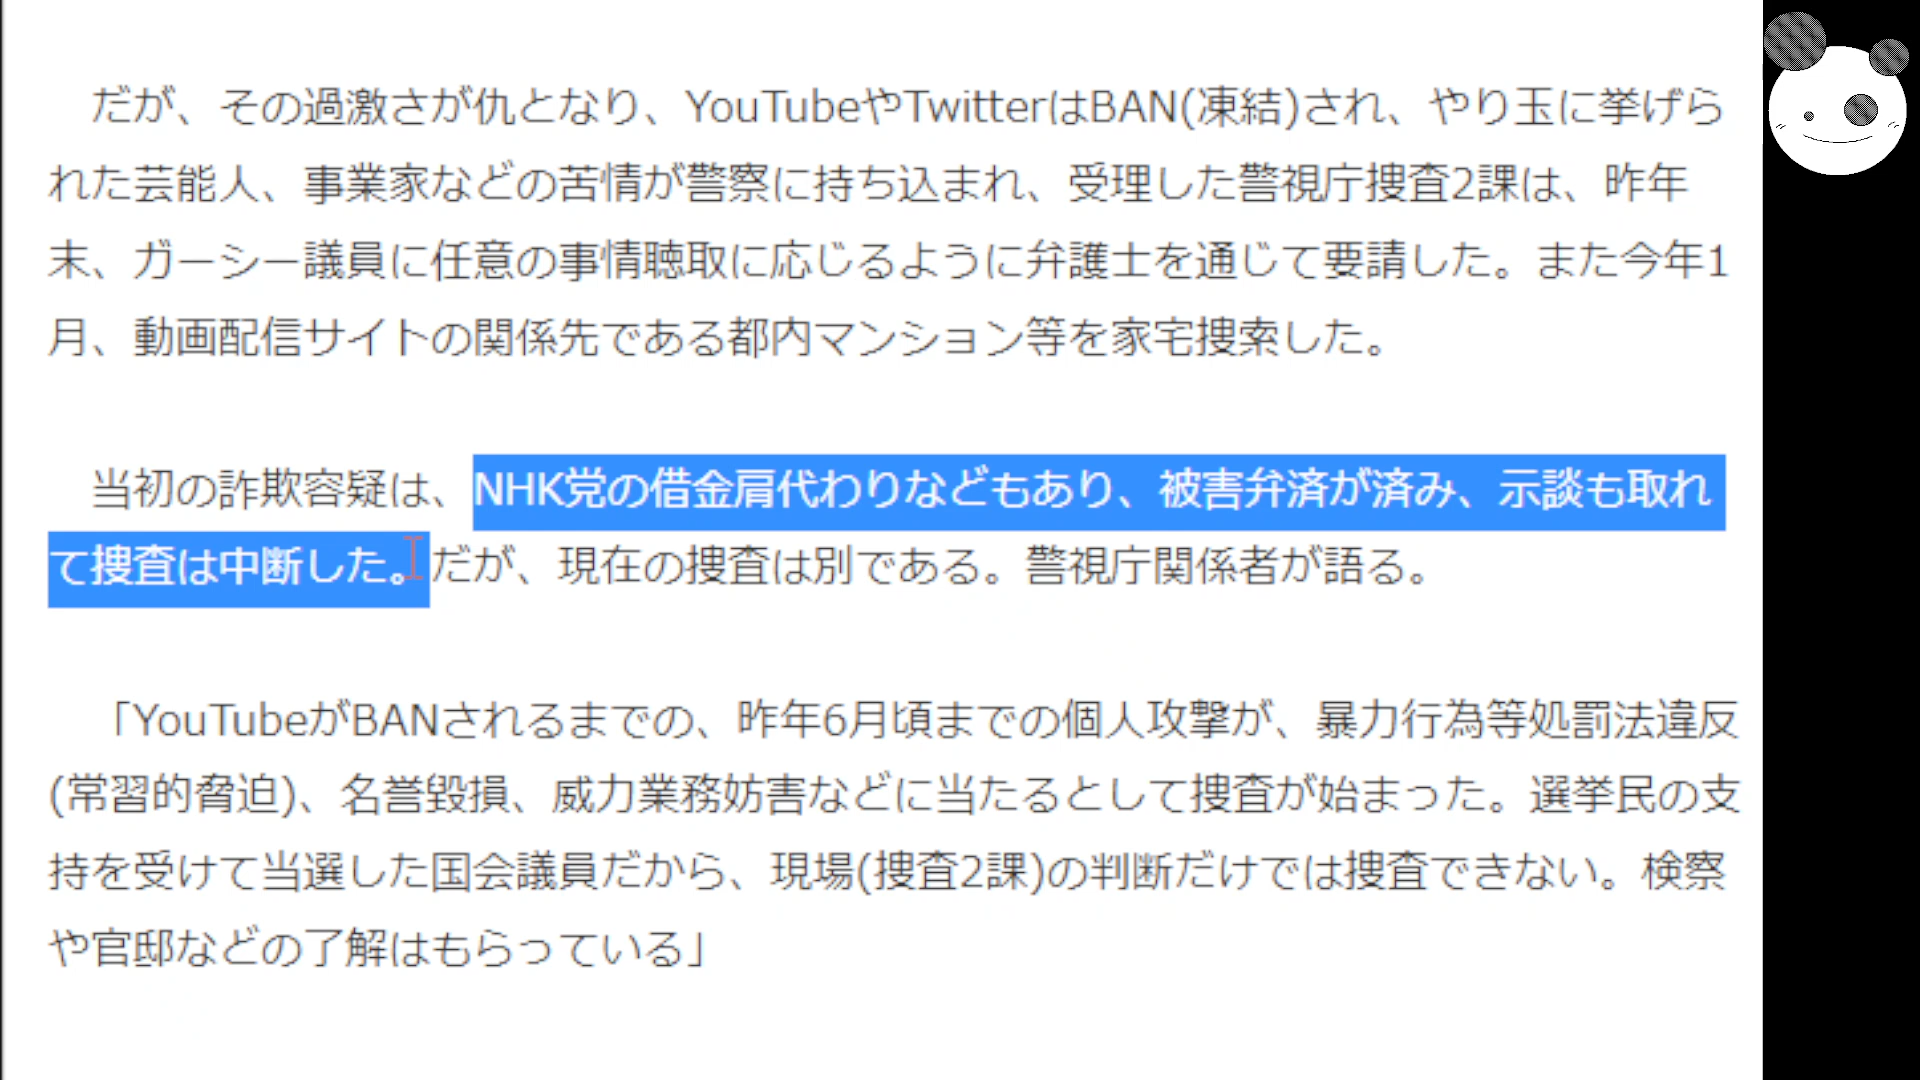 だが、その過激さが仇となり、YouTubeやTwitterはBAN(凍結)され、やり玉に挙げら
れた芸能人、事業家などの苦情が警察に持ち込まれ、受理した警視庁捜査2課は、昨年
末、ガーシー議員に任意の事情聴取に応じるように弁護士を通じて要請した。また今年1
月、動画配信サイトの関係先である都内マンション等を家宅捜索した。
当初の詐欺容疑は、NHK党の借金肩代わりなどもあり、被害弁済が済み、示談も取れ
て捜査は中断した。だが、現在の捜査は別である。警視庁関係者が語る。
「YouTubeがBANされるまでの、昨年6月頃までの個人攻撃が、暴力行為等処罰法違反
(常習的脅迫)、名誉毀損、威力業務妨害などに当たるとして捜査が始まった。選挙民の支
持を受けて当選した国会議員だから、現場(捜査2課)の判断だけでは捜査できない。検察
や官邸などの了解はもらっている」